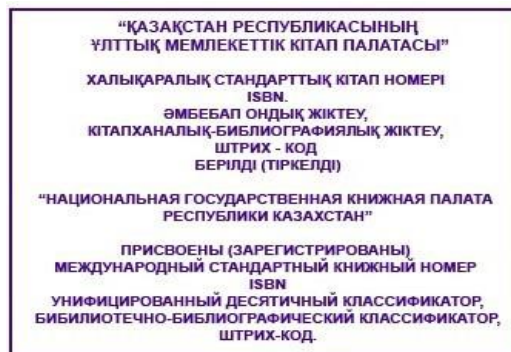 “ҚАЗАҚСТАН РЕСПУБЛИКАСЫНЫҢ
ҰЛТТЫҚ МЕМЛЕКЕТТІК КІТАП ПАЛАТАСЫ”
ХАЛЫҚАРАЛЫҚ СТАНДАРТТЫҚ КІТАП НОМЕРІ
ISBN.
ӘМБЕБАП ОНДЫҚ ЖІКТЕУ,
КІТАПХАНАЛЫҚ-БИБЛИОГРАФИЯЛЫҚ ЖІКТЕУ,
ШТРИХ - КОД
БЕРІЛДІ (ТІРКЕЛДІ)
“НАЦИОНАЛЬНАЯ ГОСУДАРСТВЕННАЯ КНИЖНАЯ ПАЛАТА
РЕСПУБЛИКИ КАЗАХСТАН”
ПРИСВОЕНЫ (ЗАРЕГИСТРИРОВАНЫ)
МЕЖДУНАРОДНЫЙ СТАНДАРТНЫЙ КНИЖНЫЙ НОМЕР
ISBN
УНИФИЦИРОВАННЫЙ ДЕСЯТИЧНЫЙ КЛАССИФИКАТОР,
БИБИЛИОТЕЧНО-БИБЛИОГРАФИЧЕСКИЙ КЛАССИФИКАТОР,
ШТРИХ-КОД.